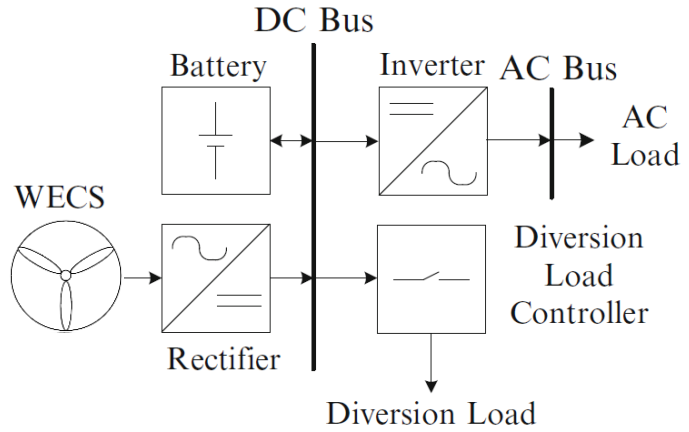 DC Bus
Battery
Inverter
AC Bus
AC
Load
WECS
Diversion
Load
Controller
Rectifier
Diversion Load